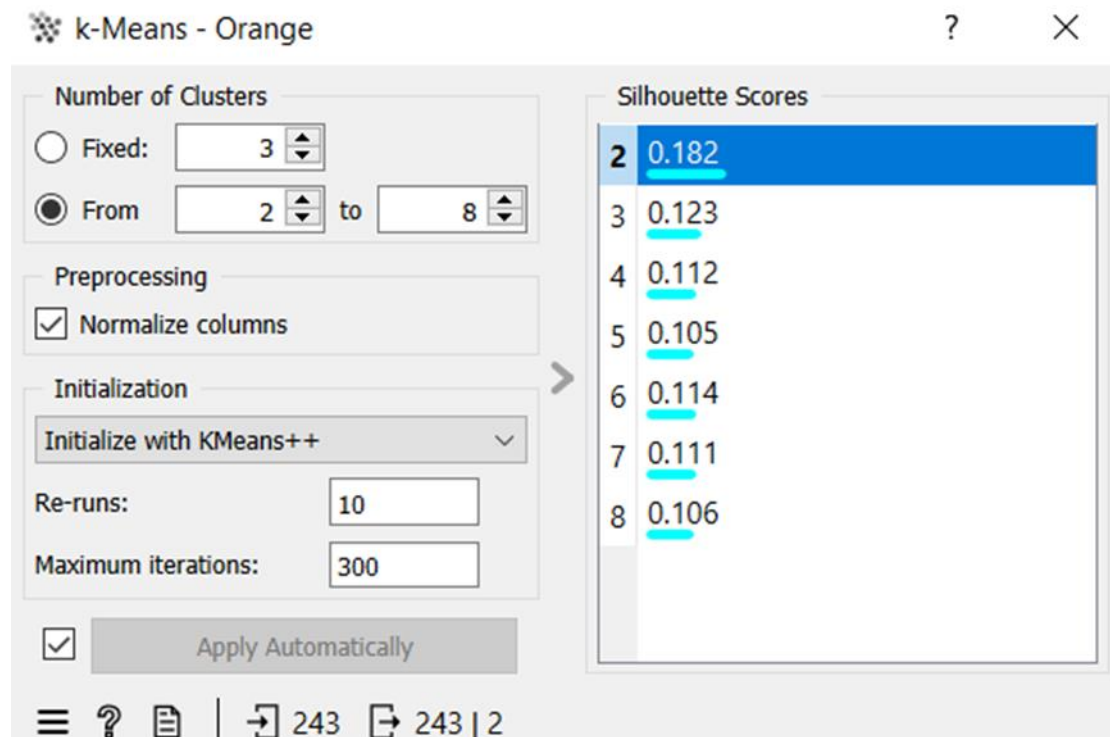 k-Means - Orange
Number of Clusters
Fixed: 3
From 2 to 8
Preprocessing
Normalize columns
Initialization
Initialize with KMeans++
Re-runs: 10
Maximum iterations: 300
Apply Automatically
243 243 | 2
Silhouette Scores
2 0.182
3 0.123
4 0.112
5 0.105
6 0.114
7 0.111
8 0.106